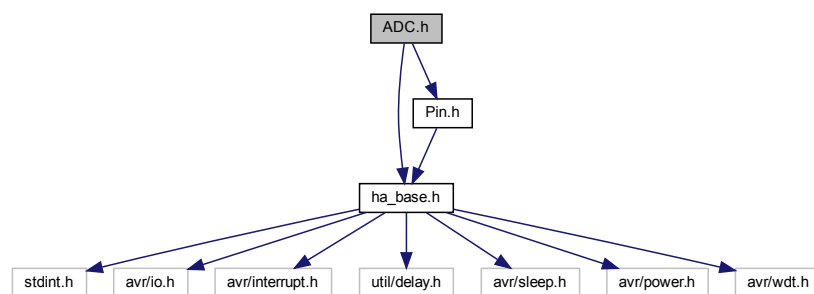 ADC.h
Pin.h
ha_base.h
stdint.h
avr/io.h
avr/interrupt.h
util/delay.h
avr/sleep.h
avr/power.h
avr/wdt.h